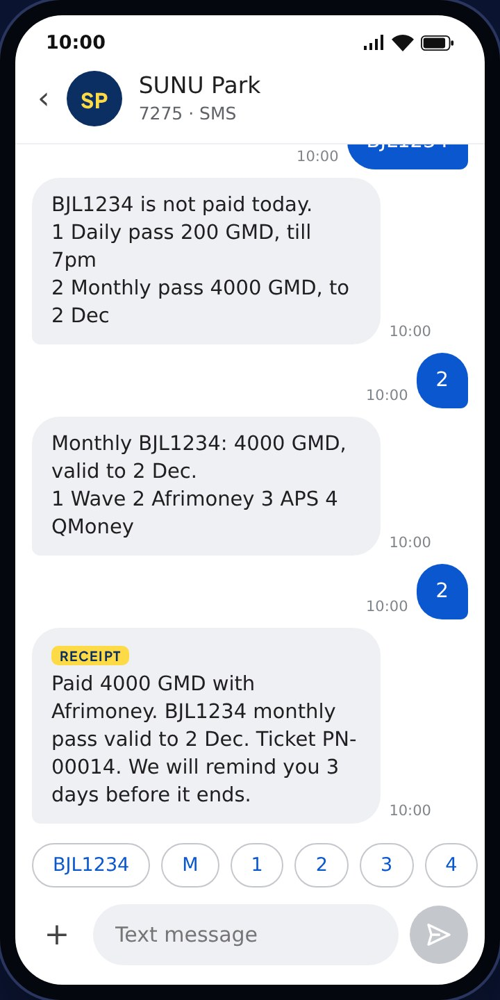 10:00
SP
SUNU Park
7275 · SMS
BJL1234
10:00
BJL1234 is not paid today.
1 Daily pass 200 GMD, till
7pm
2 Monthly pass 4000 GMD, to
2 Dec
10:00
2
10:00
Monthly BJL1234: 4000 GMD,
valid to 2 Dec.
1 Wave 2 Afrimoney 3 APS 4
QMoney
10:00
2
10:00
RECEIPT
Paid 4000 GMD with
Afrimoney. BJL1234 monthly
pass valid to 2 Dec. Ticket PN-
00014. We will remind you 3
days before it ends.
10:00
BJL1234 M 1 2 3 4
Text message